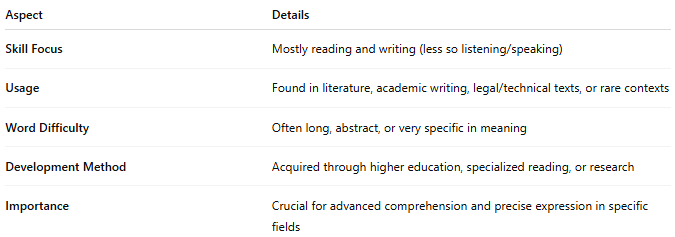 Aspect Details
Skill Focus Mostly reading and writing (less so listening/speaking)
Usage Found in literature, academic writing, legal/technical texts, or rare contexts
Word Difficulty Often long, abstract, or very specific in meaning
Development Method Acquired through higher education, specialized reading, or research
Importance Crucial for advanced comprehension and precise expression in specific
fields